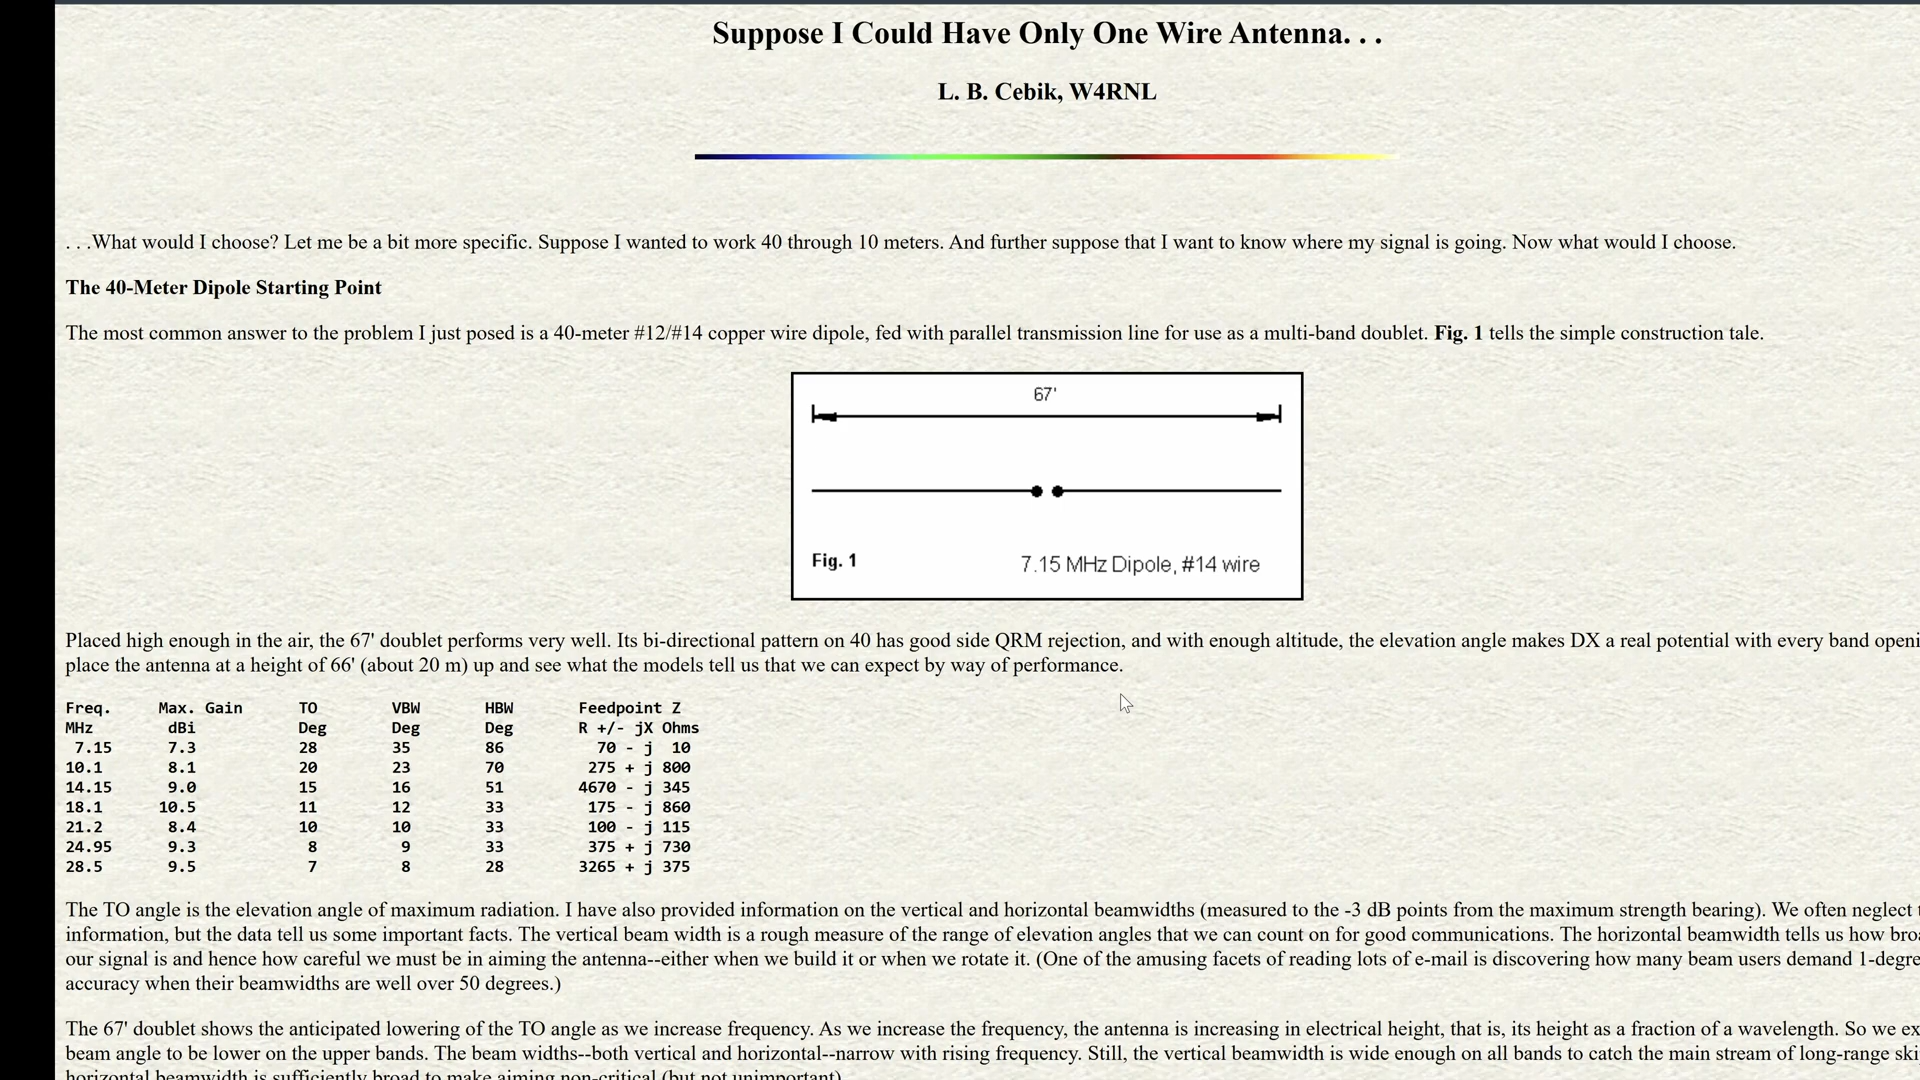 Suppose I Could Have Only One Wire Antenna. . .
L. B. Cebik, W4RNL
. . .What would I choose? Let me be a bit more specific. Suppose I wanted to work 40 through 10 meters. And further suppose that I want to know where my signal is going. Now what would I choose.
The 40-Meter Dipole Starting Point
The most common answer to the problem I just posed is a 40-meter #12/#14 copper wire dipole, fed with parallel transmission line for use as a multi-band doublet. Fig. 1 tells the simple construction tale.
67'
Fig. 1 7.15 MHz Dipole, #14 wire
Placed high enough in the air, the 67' doublet performs very well. Its bi-directional pattern on 40 has good side QRM rejection, and with enough altitude, the elevation angle makes DX a real potential with every band openi
place the antenna at a height of 66' (about 20 m) up and see what the models tell us that we can expect by way of performance.
Freq. Max. Gain TO VBW HBW Feedpoint Z
MHz dBi Deg Deg Deg R +/- jX Ohms
7.15 7.3 28 35 86 70 - j 10
10.1 8.1 20 23 70 275 + j 800
14.15 9.0 15 16 51 4670 - j 345
18.1 10.5 11 12 33 175 - j 860
21.2 8.4 10 10 33 100 - j 115
24.95 9.3 8 9 33 375 + j 730
28.5 9.5 7 8 28 3265 + j 375
The TO angle is the elevation angle of maximum radiation. I have also provided information on the vertical and horizontal beamwidths (measured to the -3 dB points from the maximum strength bearing). We often neglect t
information, but the data tell us some important facts. The vertical beam width is a rough measure of the range of elevation angles that we can count on for good communications. The horizontal beamwidth tells us how broa
our signal is and hence how careful we must be in aiming the antenna--either when we build it or when we rotate it. (One of the amusing facets of reading lots of e-mail is discovering how many beam users demand 1-degre
accuracy when their beamwidths are well over 50 degrees.)
The 67' doublet shows the anticipated lowering of the TO angle as we increase frequency. As we increase the frequency, the antenna is increasing in electrical height, that is, its height as a fraction of a wavelength. So we ex
beam angle to be lower on the upper bands. The beam widths--both vertical and horizontal--narrow with rising frequency. Still, the vertical beamwidth is wide enough on all bands to catch the main stream of long-range ski
horizontal beamwidth is sufficiently broad to make aiming non-critical (but not unimportant).